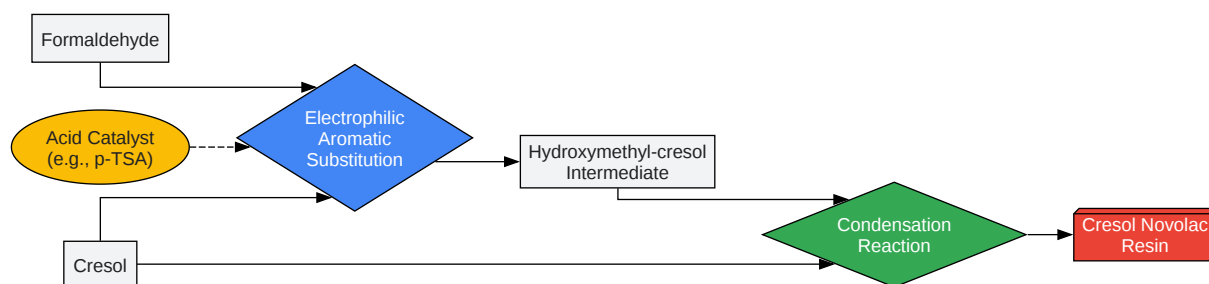 Formaldehyde
Acid Catalyst
(e.g., p-TSA)
Electrophilic
Aromatic
Substitution
Hydroxymethyl-cresol
Intermediate
Cresol
Condensation
Reaction
Cresol Novolac
Resin